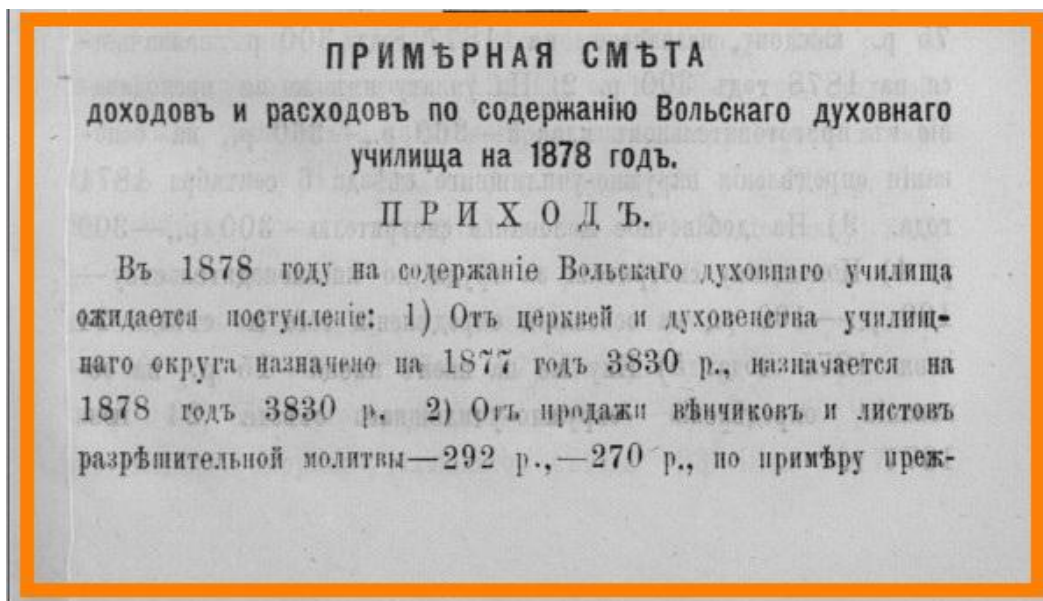 ПРИМѢРНАЯ СМѢТА
доходовъ и расходовъ по содержанію Вольскаго духовнаго
училища на 1878 годъ.
ПРИХОДЪ.
Въ 1878 году на содержаніе Вольскаго духовнаго училища
ожидается поступленіе: 1) Отъ церквей и духовенства училищ-
наго округа назначено на 1877 годъ 3830 р., назначается на
1878 годъ 3830 р. 2) Отъ продажи вѣнчиковъ и листовъ
разрѣшительной молитвы—292 р.,—270 р., по примѣру преж-